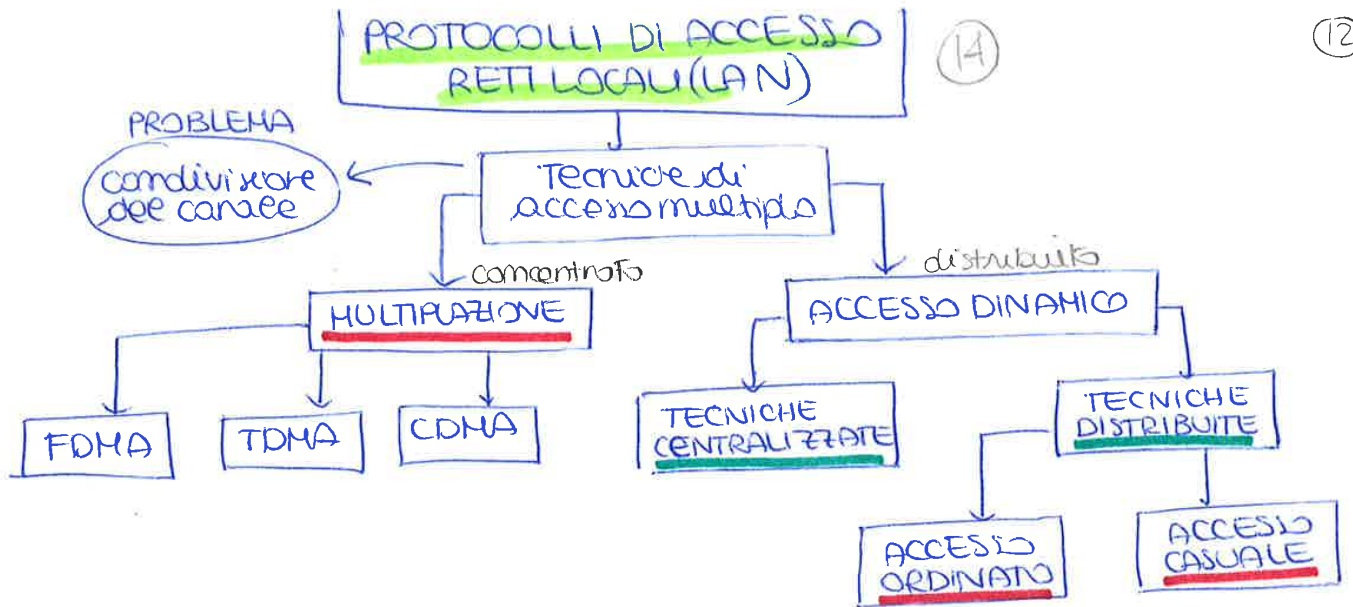 PROTOCOLLI DI ACCESSO
RETI LOCALI (LAN)
14
12
PROBLEMA
condivisione
del canale
Tecniche di
accesso multiplo
concentrato
distribuito
MULTIPLAZIONE
ACCESSO DINAMICO
FDMA
TDMA
CDMA
TECNICHE
CENTRALIZZATE
TECNICHE
DISTRIBUITE
ACCESSO
ORDINATO
ACCESSO
CASUALE